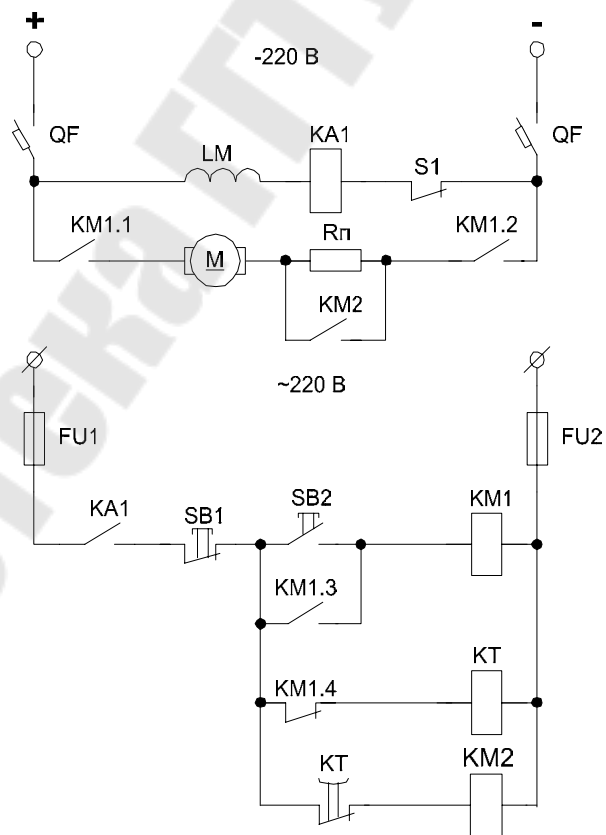 + -
-220 В
QF LM KA1 S1 QF
KM1.1 M Rп KM1.2
KM2
~220 В
FU1 FU2
KA1 SB1 SB2 KM1
KM1.3
KM1.4 KT
KT KM2